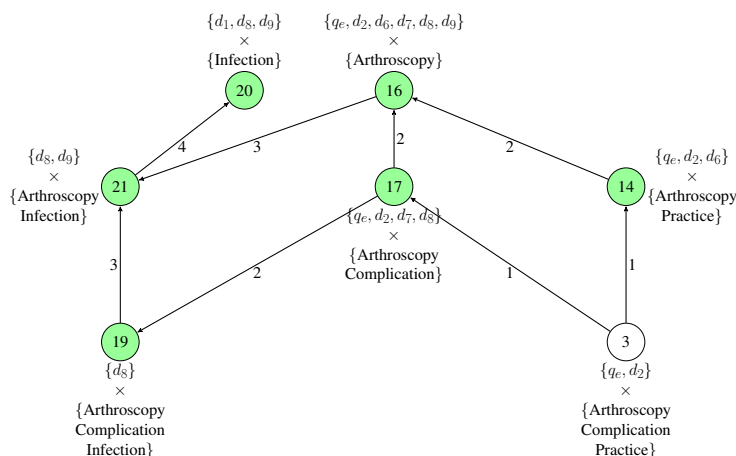 {d₁, d₈, d₉}
×
{Infection}
20
{qₑ, d₂, d₆, d₇, d₈, d₉}
×
{Arthroscopy}
16
4
3
2
2
{d₈, d₉}
×
{Arthroscopy
Infection}
21
17
{qₑ, d₂, d₇, d₈}
×
{Arthroscopy
Complication}
14
{qₑ, d₂, d₆}
×
{Arthroscopy
Practice}
3
2
1
1
19
{d₈}
×
{Arthroscopy
Complication
Infection}
3
{qₑ, d₂}
×
{Arthroscopy
Complication
Practice}